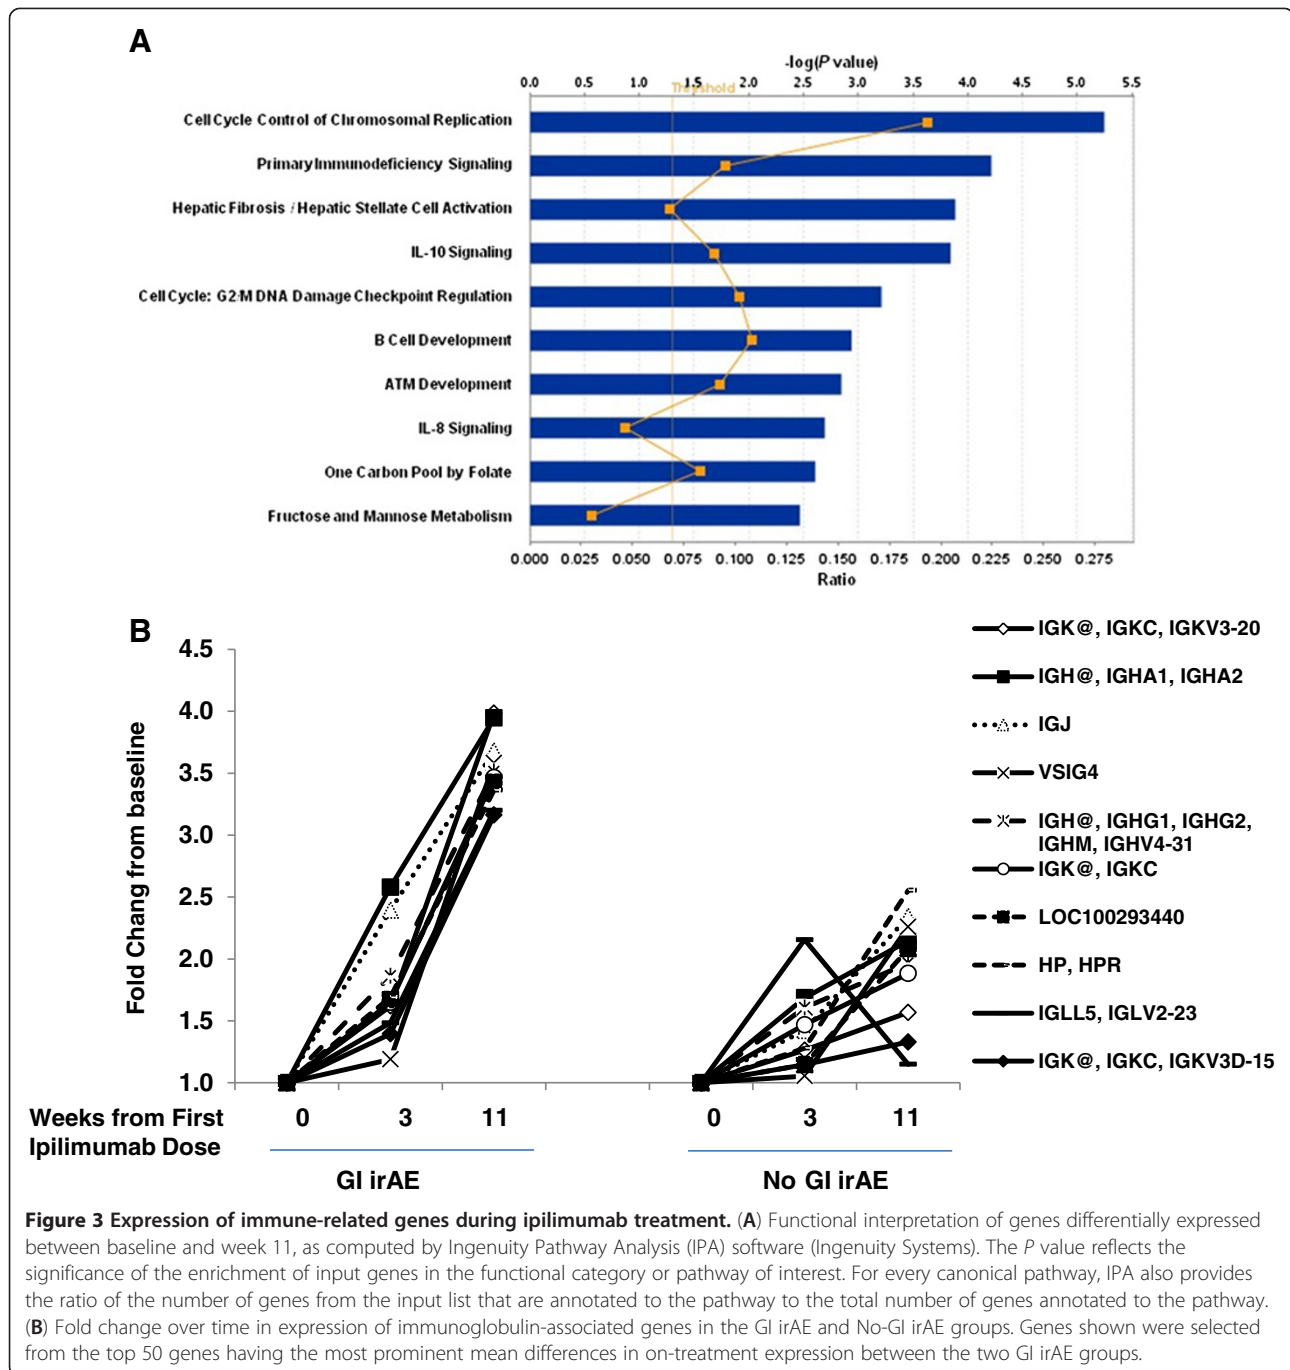 A
-log(P value)
0.0 0.5 1.0 1.5 2.0 2.5 3.0 3.5 4.0 4.5 5.0 5.5
Threshold
Cell Cycle Control of Chromosomal Replication
Primary Immunodeficiency Signaling
Hepatic Fibrosis / Hepatic Stellate Cell Activation
IL-10 Signaling
Cell Cycle: G2/M DNA Damage Checkpoint Regulation
B Cell Development
ATM Development
IL-8 Signaling
One Carbon Pool by Folate
Fructose and Mannose Metabolism
0.000 0.025 0.050 0.075 0.100 0.125 0.150 0.175 0.200 0.225 0.250 0.275
Ratio
B
Fold Chang from baseline
4.5
4.0
3.5
3.0
2.5
2.0
1.5
1.0
IGK@, IGKC, IGKV3-20
IGH@, IGHA1, IGHA2
IGJ
VSIG4
IGH@, IGHG1, IGHG2,
IGHM, IGHV4-31
IGK@, IGKC
LOC100293440
HP, HPR
IGLL5, IGLV2-23
IGK@, IGKC, IGKV3D-15
Weeks from First
Ipilimumab Dose
0 3 11 0 3 11
GI irAE No GI irAE
Figure 3 Expression of immune-related genes during ipilimumab treatment. (A) Functional interpretation of genes differentially expressed
between baseline and week 11, as computed by Ingenuity Pathway Analysis (IPA) software (Ingenuity Systems). The P value reflects the
significance of the enrichment of input genes in the functional category or pathway of interest. For every canonical pathway, IPA also provides
the ratio of the number of genes from the input list that are annotated to the pathway to the total number of genes annotated to the pathway.
(B) Fold change over time in expression of immunoglobulin-associated genes in the GI irAE and No-GI irAE groups. Genes shown were selected
from the top 50 genes having the most prominent mean differences in on-treatment expression between the two GI irAE groups.